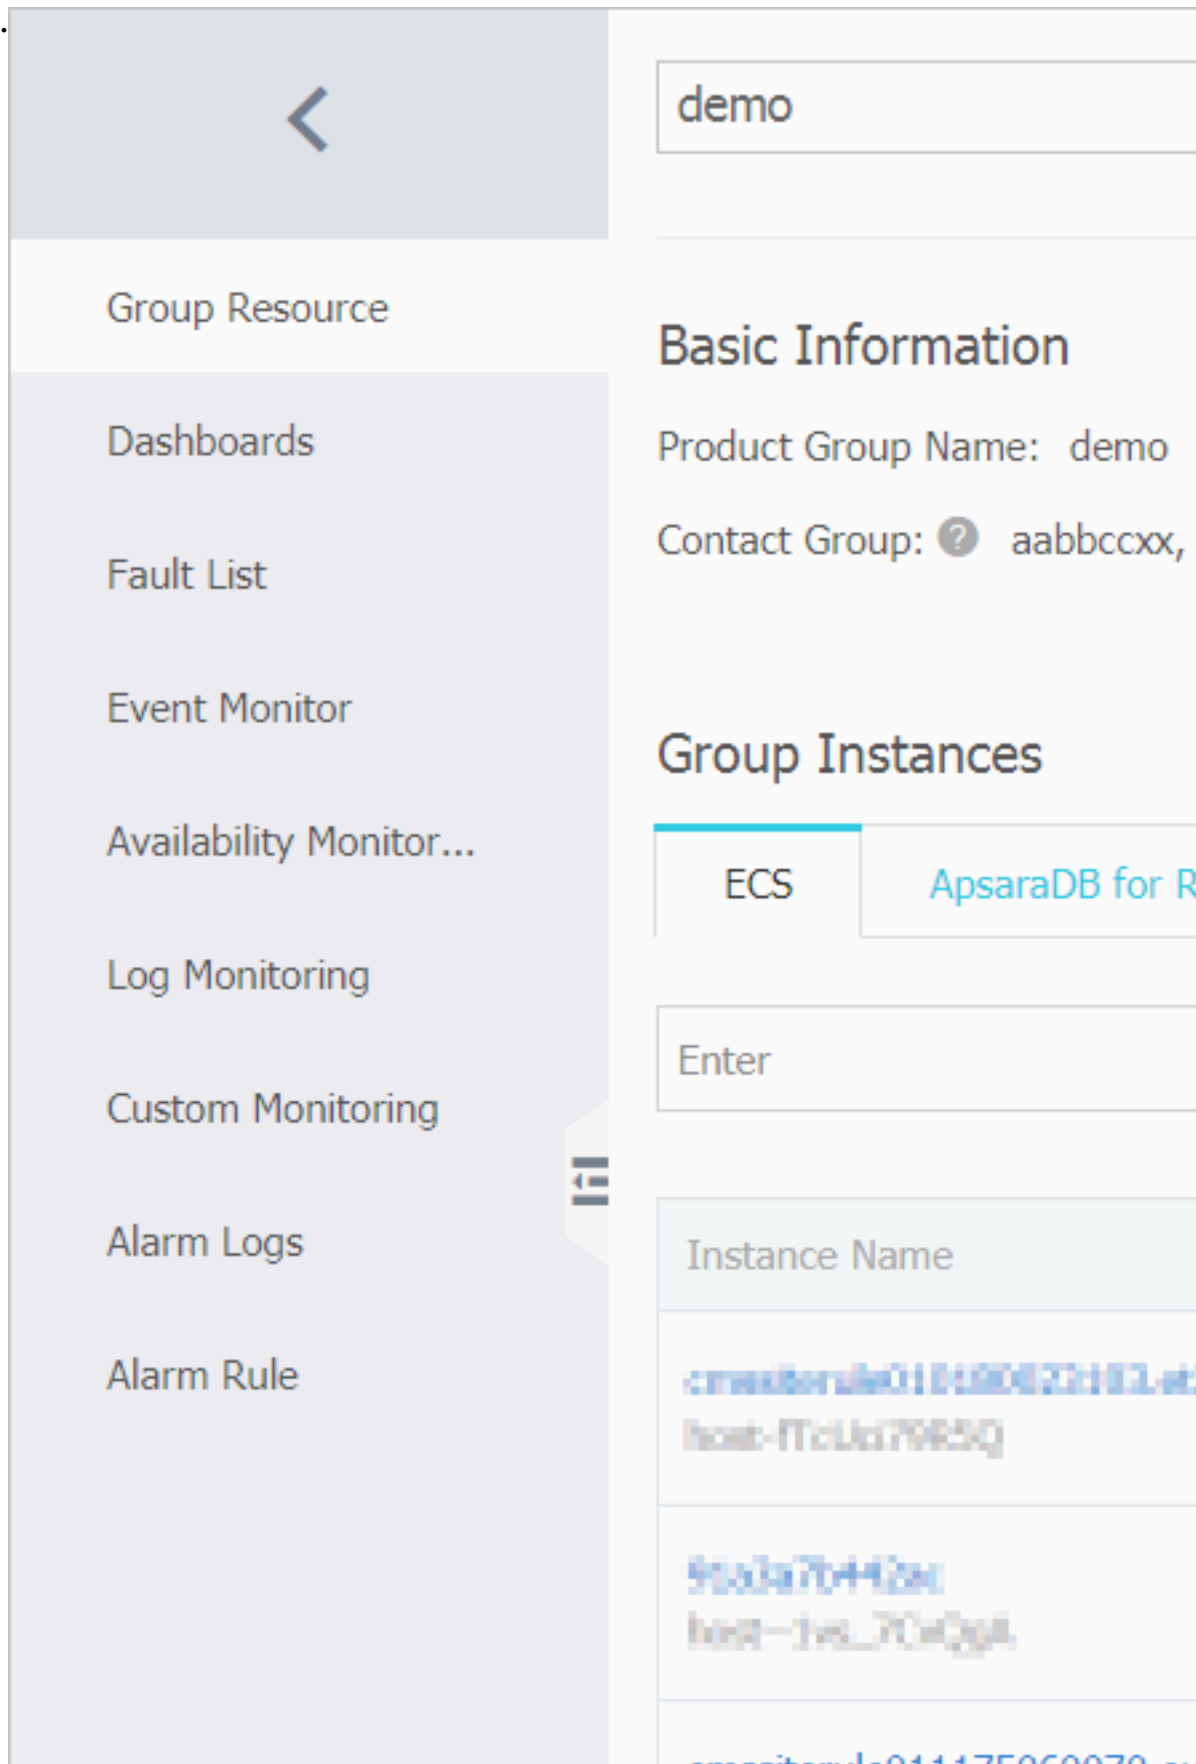 demo
Group Resource
Dashboards
Fault List
Event Monitor
Availability Monitor...
Log Monitoring
Custom Monitoring
Alarm Logs
Alarm Rule
Basic Information
Product Group Name: demo
Contact Group: ? aabbccxx,
Group Instances
ECS
ApsaraDB for R
Enter
Instance Name